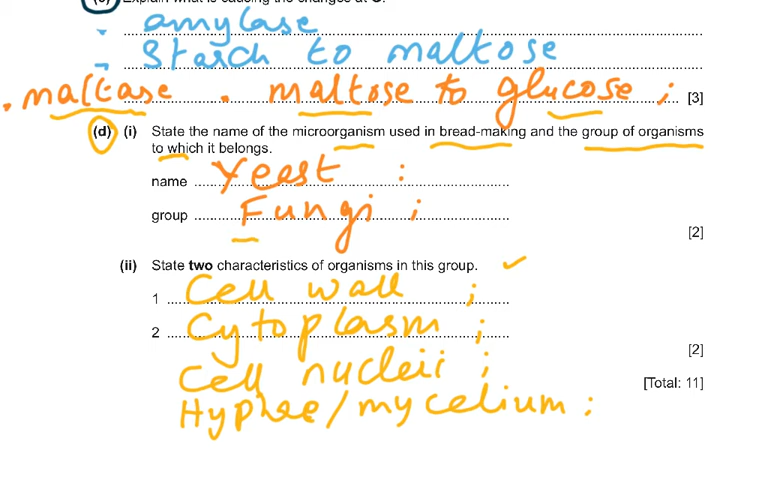 (c) Explain what is causing the changes at C.
- amylase
- Starch to maltose
. maltase . maltose to glucose ; [3]
(d) (i) State the name of the microorganism used in bread-making and the group of organisms
to which it belongs.
name Yeast :
group Fungi ;
[2]
(ii) State two characteristics of organisms in this group. ✓
1 Cell wall ;
2 Cytoplasm ;
[2]
Cell nucleii ;
[Total: 11]
Hyphae/mycelium :